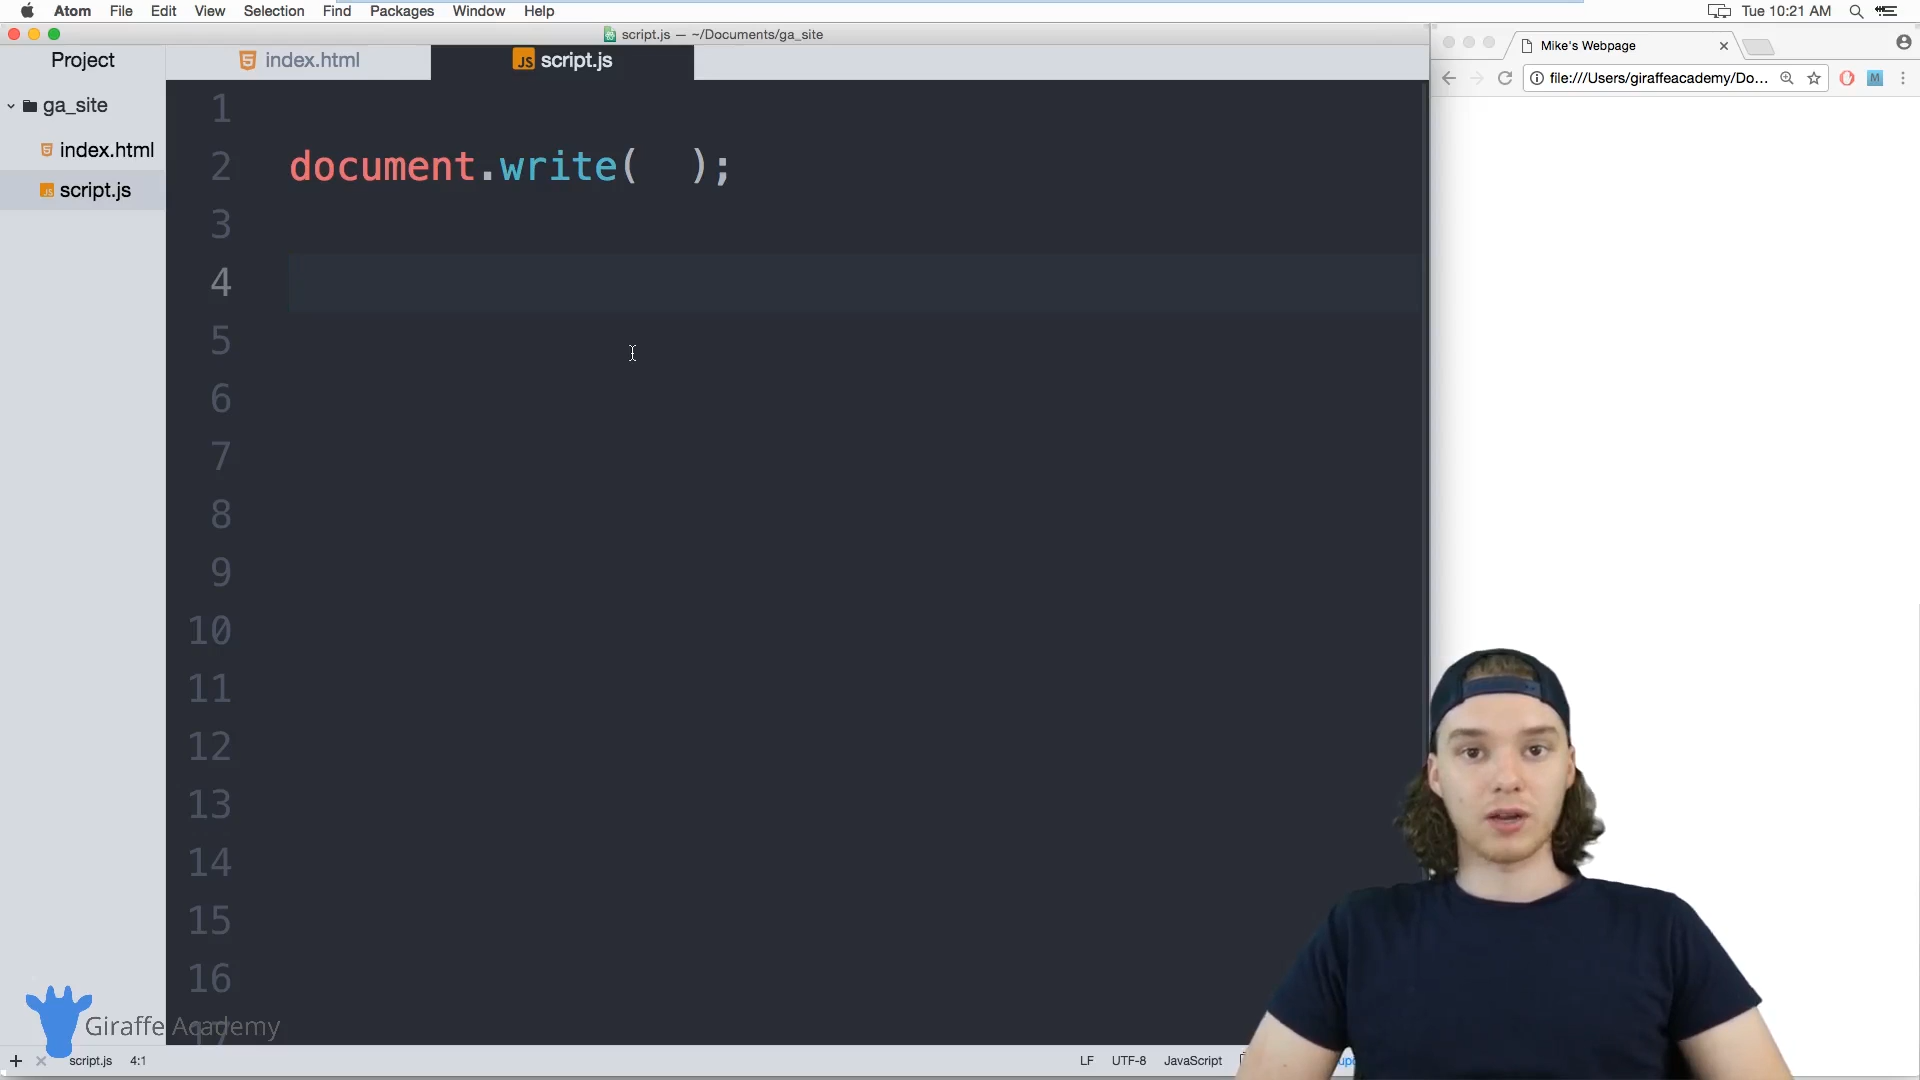 Atom File Edit View Selection Find Packages Window Help
Tue 10:21 AM
script.js — ~/Documents/ga_site
Project
index.html
script.js
Mike's Webpage
file:///Users/giraffeacademy/Do...
M
ga_site
index.html
script.js
1
2 document.write(  );
3
4
5
6
7
8
9
10
11
12
13
14
15
16
17
Giraffe Academy
script.js 4:1
LF UTF-8 JavaScript